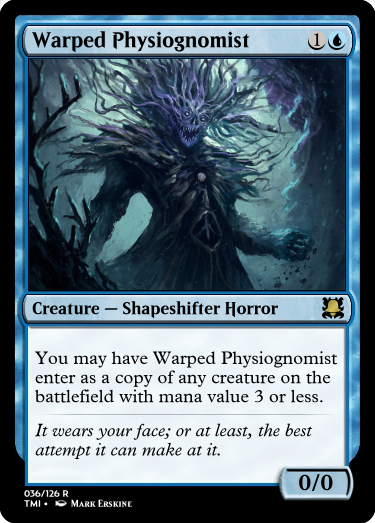 Warped Physiognomist 1
Creature — Shapeshifter Horror
You may have Warped Physiognomist
enter as a copy of any creature on the
battlefield with mana value 3 or less.
It wears your face; or at least, the best
attempt it can make at it.
0/0
036/126 R
TMI • Mark Erskine